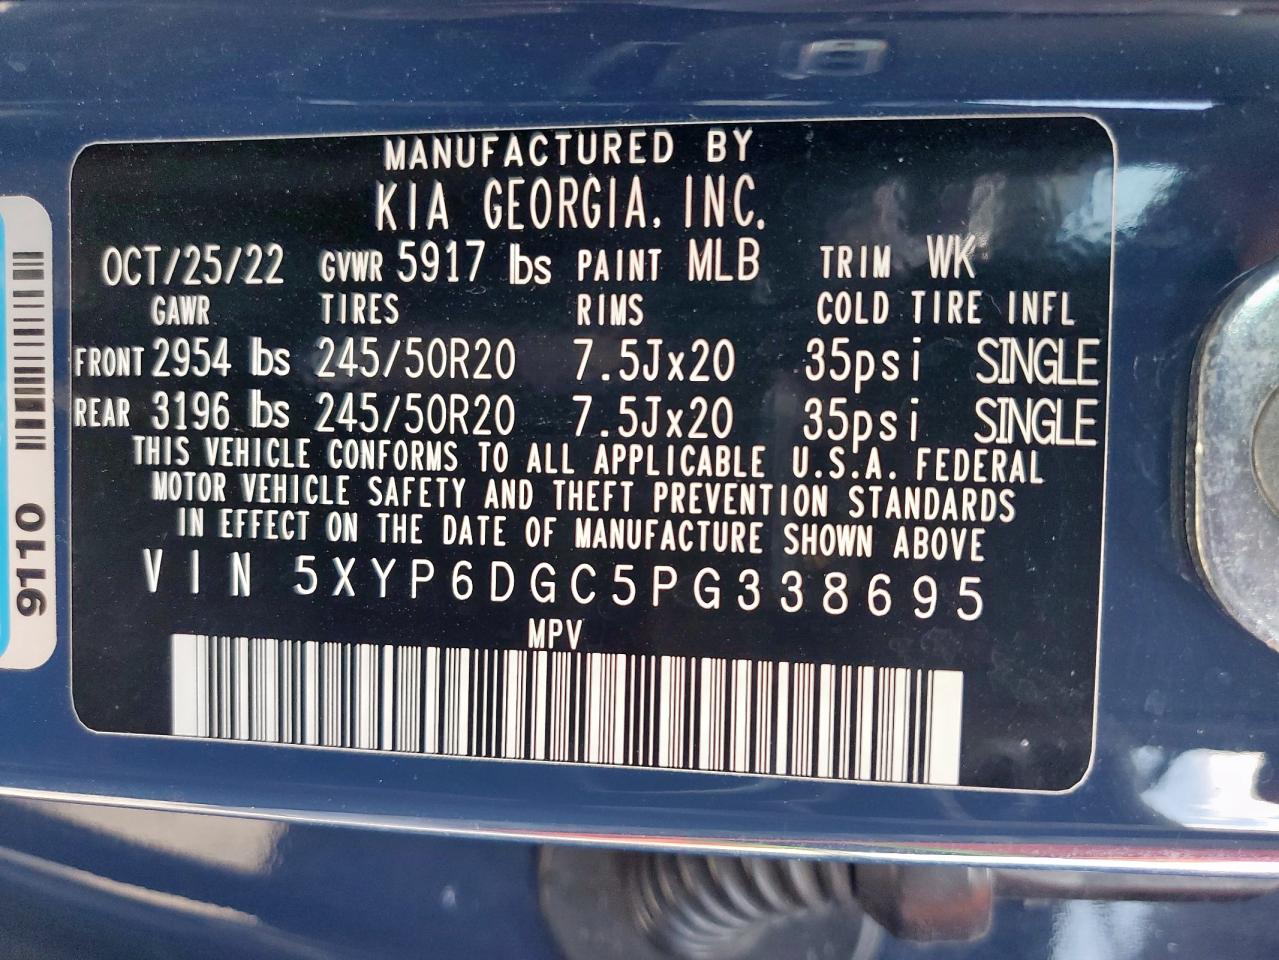 MANUFACTURED BY
KIA GEORGIA, INC.
OCT/25/22 GVWR 5917 lbs PAINT MLB TRIM WK
GAWR TIRES RIMS COLD TIRE INFL
FRONT 2954 lbs 245/50R20 7.5Jx20 35psi SINGLE
REAR 3196 lbs 245/50R20 7.5Jx20 35psi SINGLE
THIS VEHICLE CONFORMS TO ALL APPLICABLE U.S.A. FEDERAL
MOTOR VEHICLE SAFETY AND THEFT PREVENTION STANDARDS
IN EFFECT ON THE DATE OF MANUFACTURE SHOWN ABOVE
VIN 5XYP6DGC5PG338695
MPV
9110